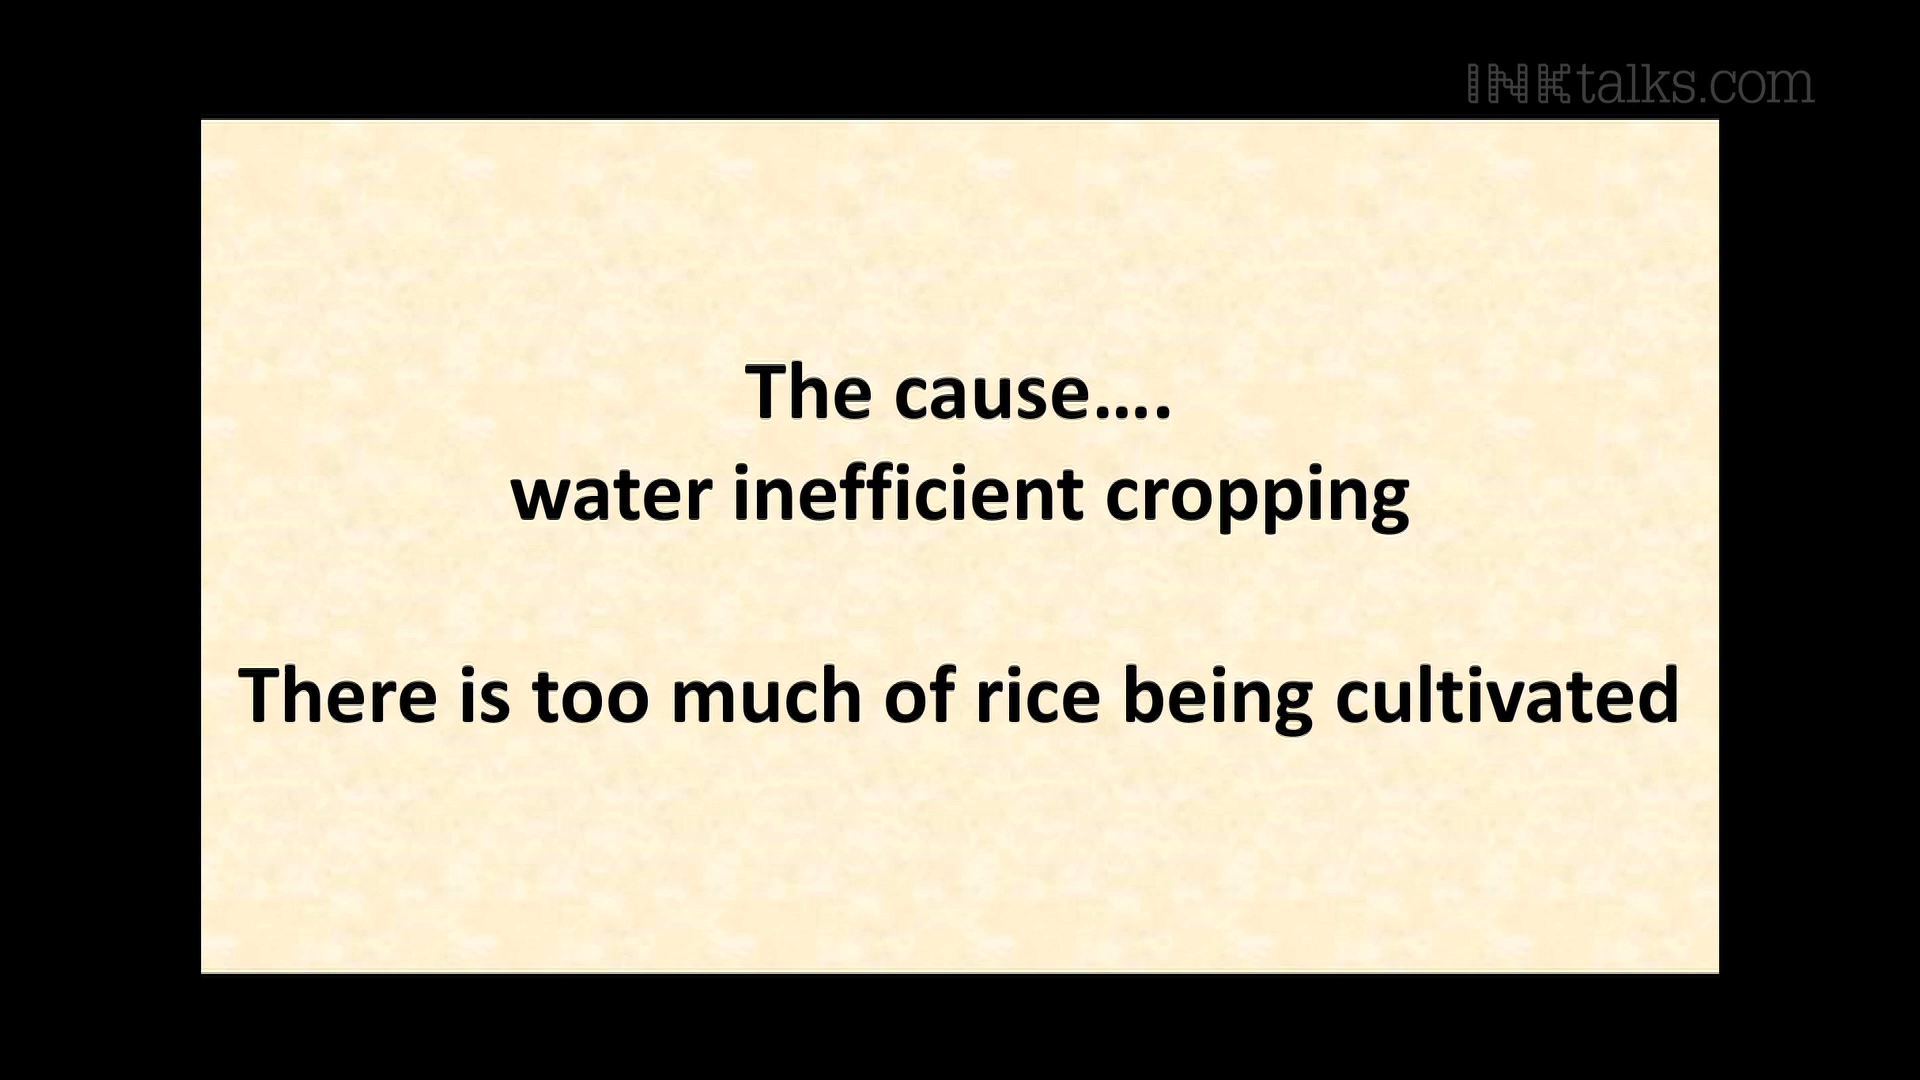 INKtalks.com
The cause....
water inefficient cropping
There is too much of rice being cultivated